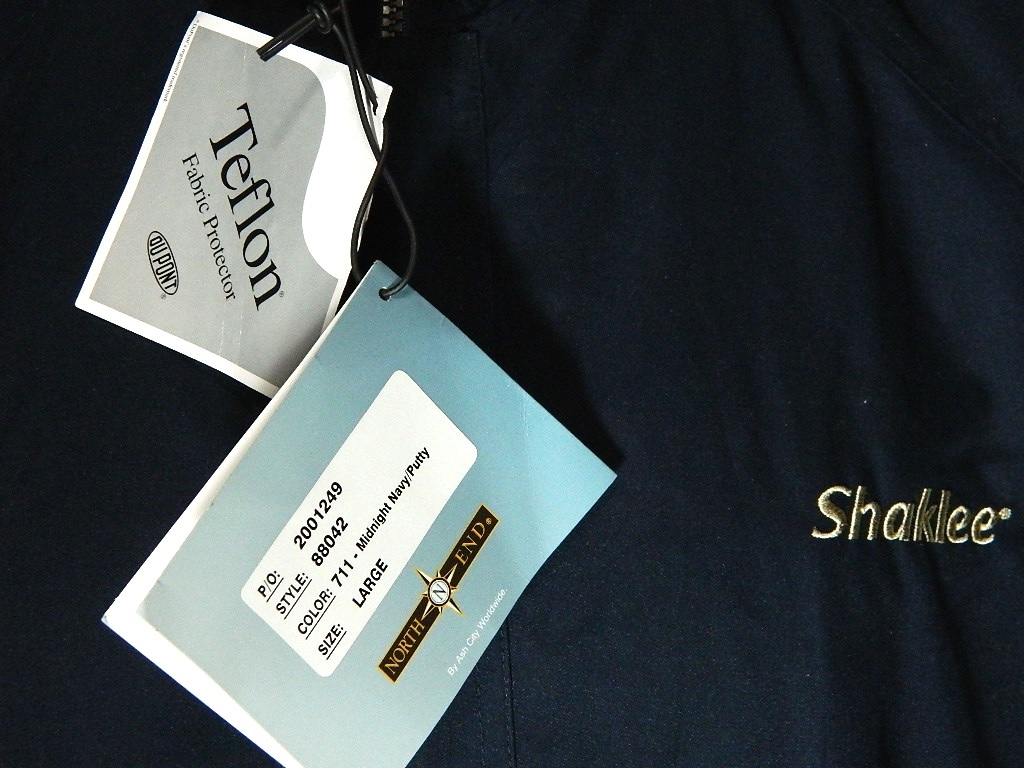 Teflon®
Fabric Protector
DUPONT®
P/O: 2001249
STYLE: 88042
COLOR: 711 - Midnight Navy/Putty
SIZE: LARGE
NORTH N END®
By Ash City Worldwide.
Shaklee®